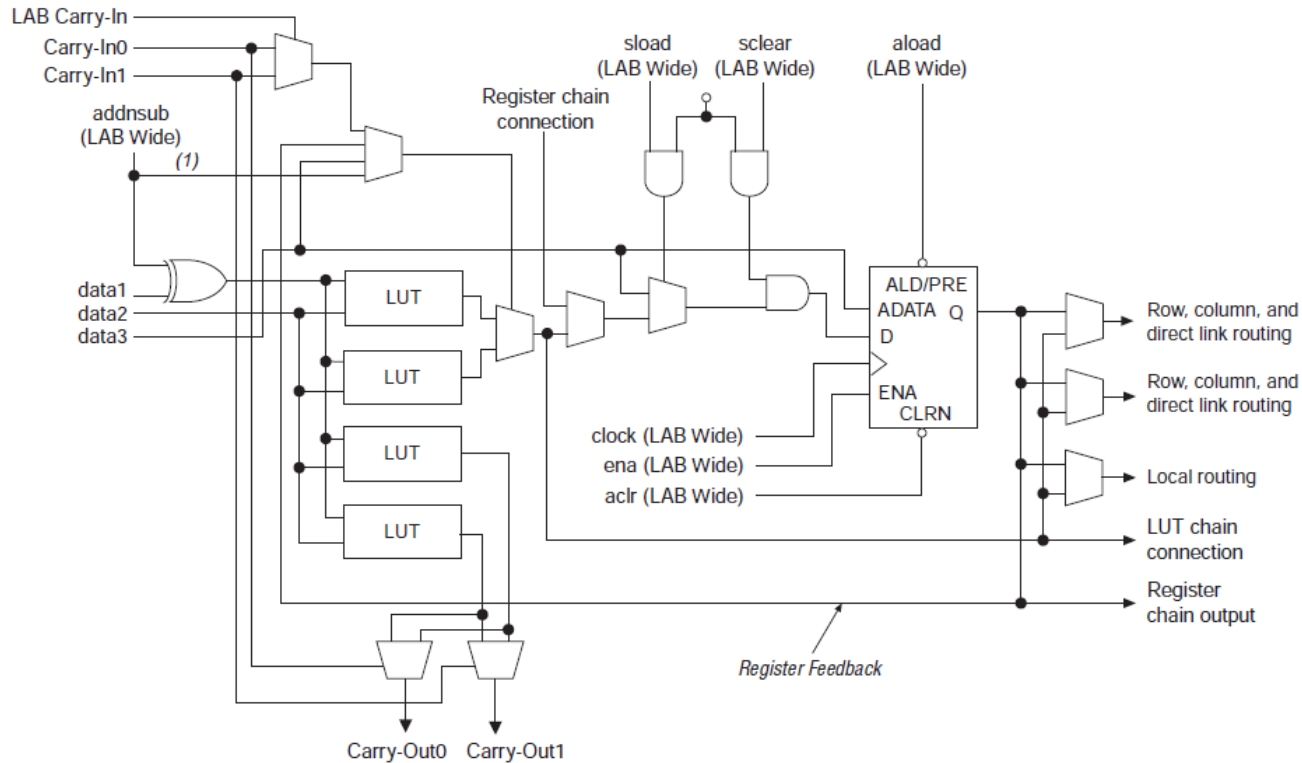 LAB Carry-In
Carry-In0
Carry-In1
addnsub
(LAB Wide)
(1)
Register chain
connection
sload
(LAB Wide)
sclear
(LAB Wide)
aload
(LAB Wide)
data1
data2
data3
LUT
LUT
LUT
LUT
ALD/PRE
ADATA Q
D
ENA
CLRN
clock (LAB Wide)
ena (LAB Wide)
aclr (LAB Wide)
Row, column, and
direct link routing
Row, column, and
direct link routing
Local routing
LUT chain
connection
Register
chain output
Register Feedback
Carry-Out0
Carry-Out1